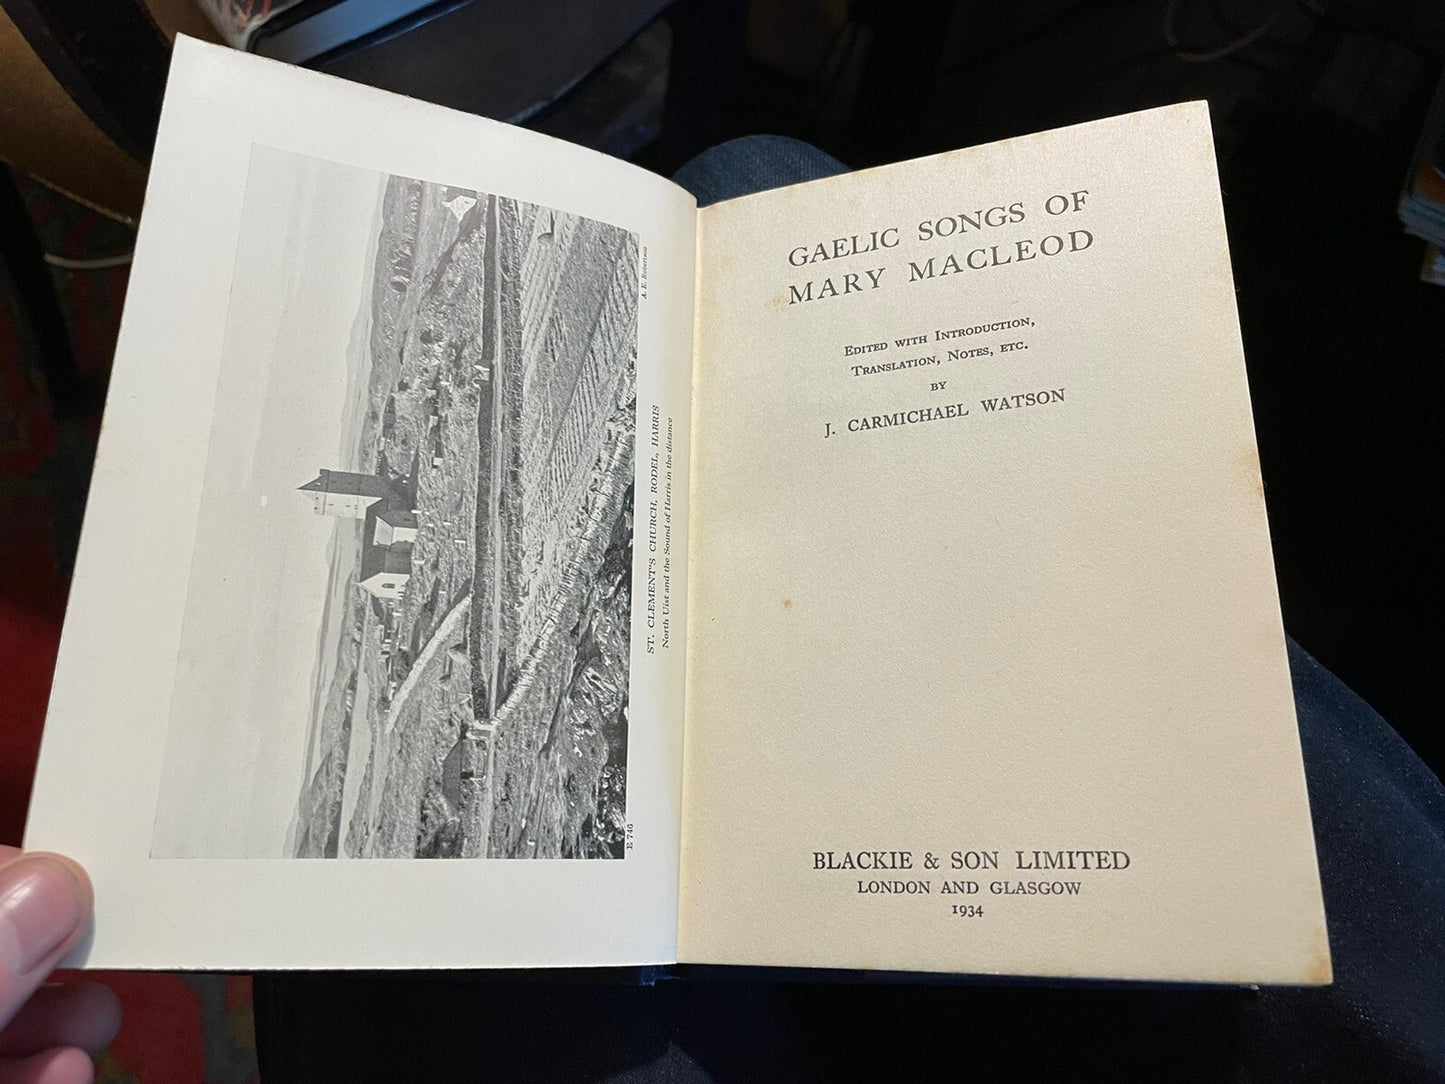 A. E. Robertson
ST. CLEMENT'S CHURCH, RODEL, HARRIS
North Uist and the Sound of Harris in the distance
E 746
GAELIC SONGS OF
MARY MACLEOD
EDITED WITH INTRODUCTION,
TRANSLATION, NOTES, ETC.
BY
J. CARMICHAEL WATSON
BLACKIE & SON LIMITED
LONDON AND GLASGOW
1934